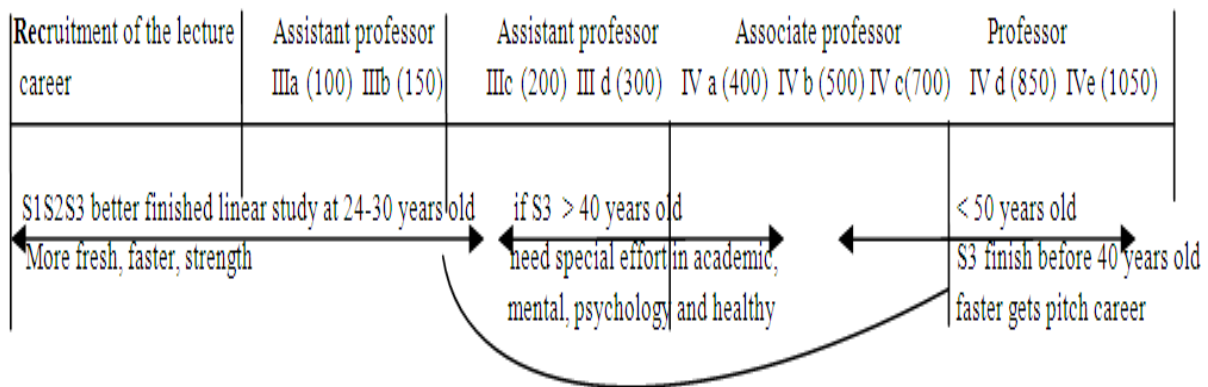 Recruitment of the lecture career
Assistant professor
IIIa (100) IIIb (150)
Assistant professor
IIIc (200) III d (300)
Associate professor
IV a (400) IV b (500) IV c(700)
Professor
IV d (850) IVe (1050)
S1S2S3 better finished linear study at 24-30 years old
More fresh, faster, strength
if S3 > 40 years old
need special effort in academic,
mental, psychology and healthy
< 50 years old
S3 finish before 40 years old
faster gets pitch career